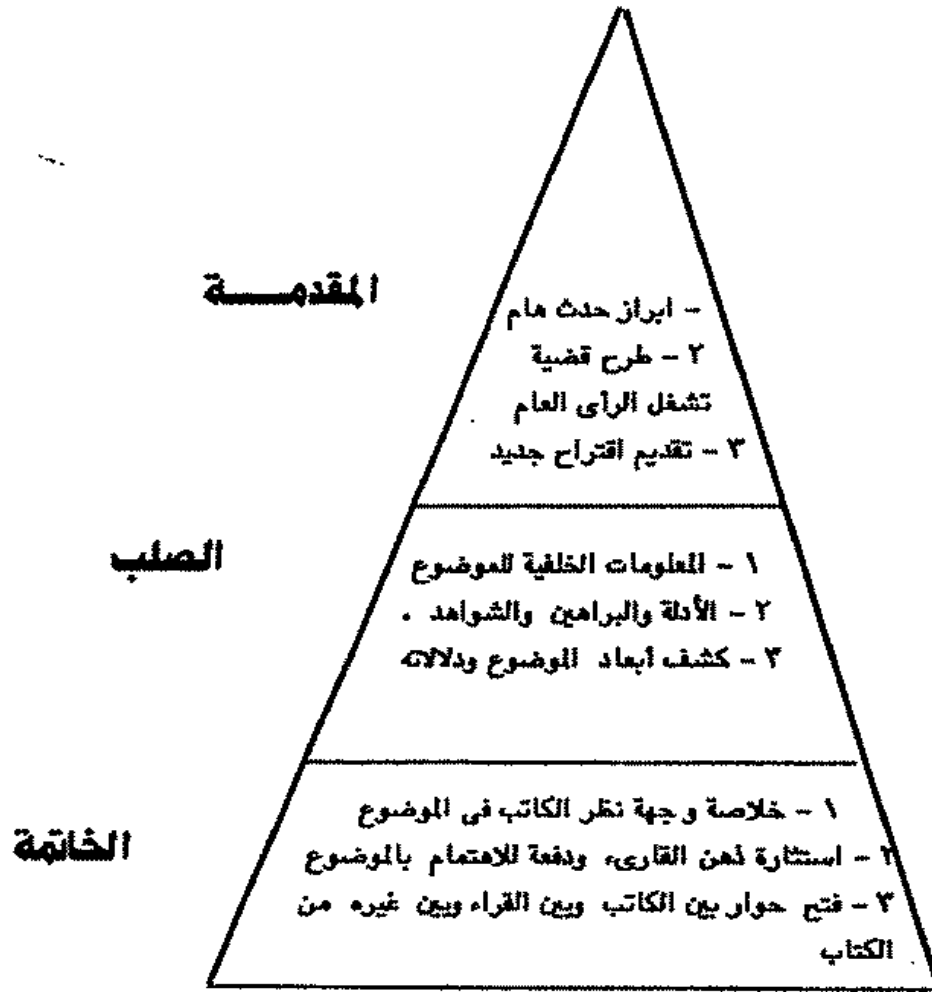 المقدمـــــة
- ابراز حدث هام
٢ - طرح قضية
تشغل الرأى العام
٣ - تقديم اقتراح جديد
الصلب
١ - المعلومات الخلفية للموضوع
٢ - الأدلة والبراهين والشواهد .
٣ - كشف أبعاد الموضوع ودلالاته
الخاتمة
١ - خلاصة وجهة نظر الكاتب فى الموضوع
٢ - استثارة ذهن القارىء ودفعة للاهتمام بالموضوع
٣ - فتح حوار بين الكاتب وبين القراء وبين غيره من
الكتاب